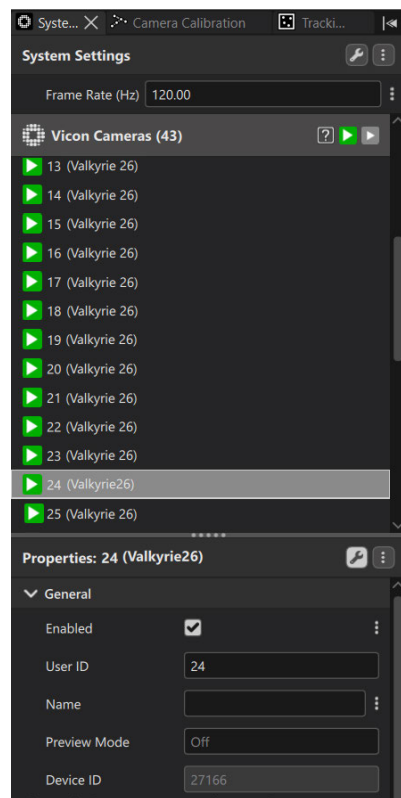 Syste... Camera Calibration Tracki...
System Settings
Frame Rate (Hz) 120.00
Vicon Cameras (43) ?
13 (Valkyrie 26)
14 (Valkyrie 26)
15 (Valkyrie 26)
16 (Valkyrie 26)
17 (Valkyrie 26)
18 (Valkyrie 26)
19 (Valkyrie 26)
20 (Valkyrie 26)
21 (Valkyrie 26)
22 (Valkyrie 26)
23 (Valkyrie 26)
24 (Valkyrie26)
25 (Valkyrie 26)
Properties: 24 (Valkyrie26)
General
Enabled
User ID 24
Name
Preview Mode Off
Device ID 27166